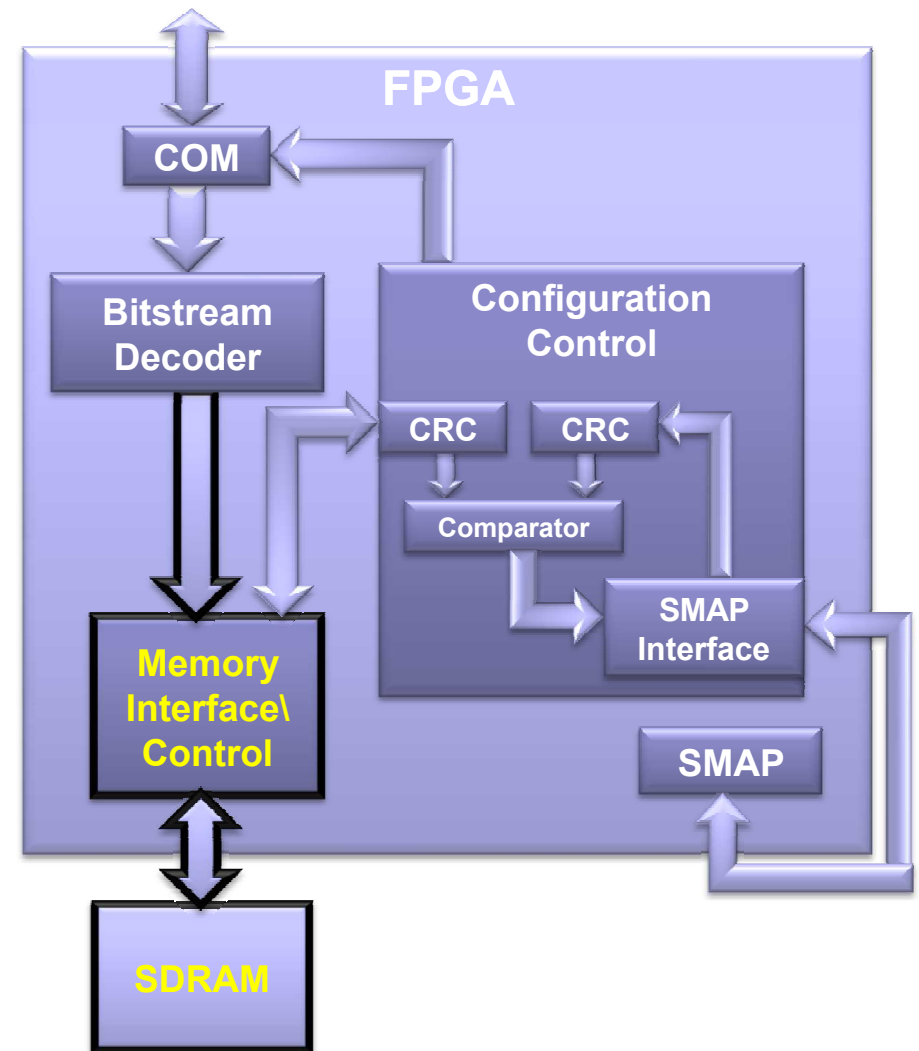 FPGA
COM
Bitstream
Decoder
Configuration
Control
CRC
CRC
Comparator
SMAP
Interface
Memory
Interface\
Control
SMAP
SDRAM